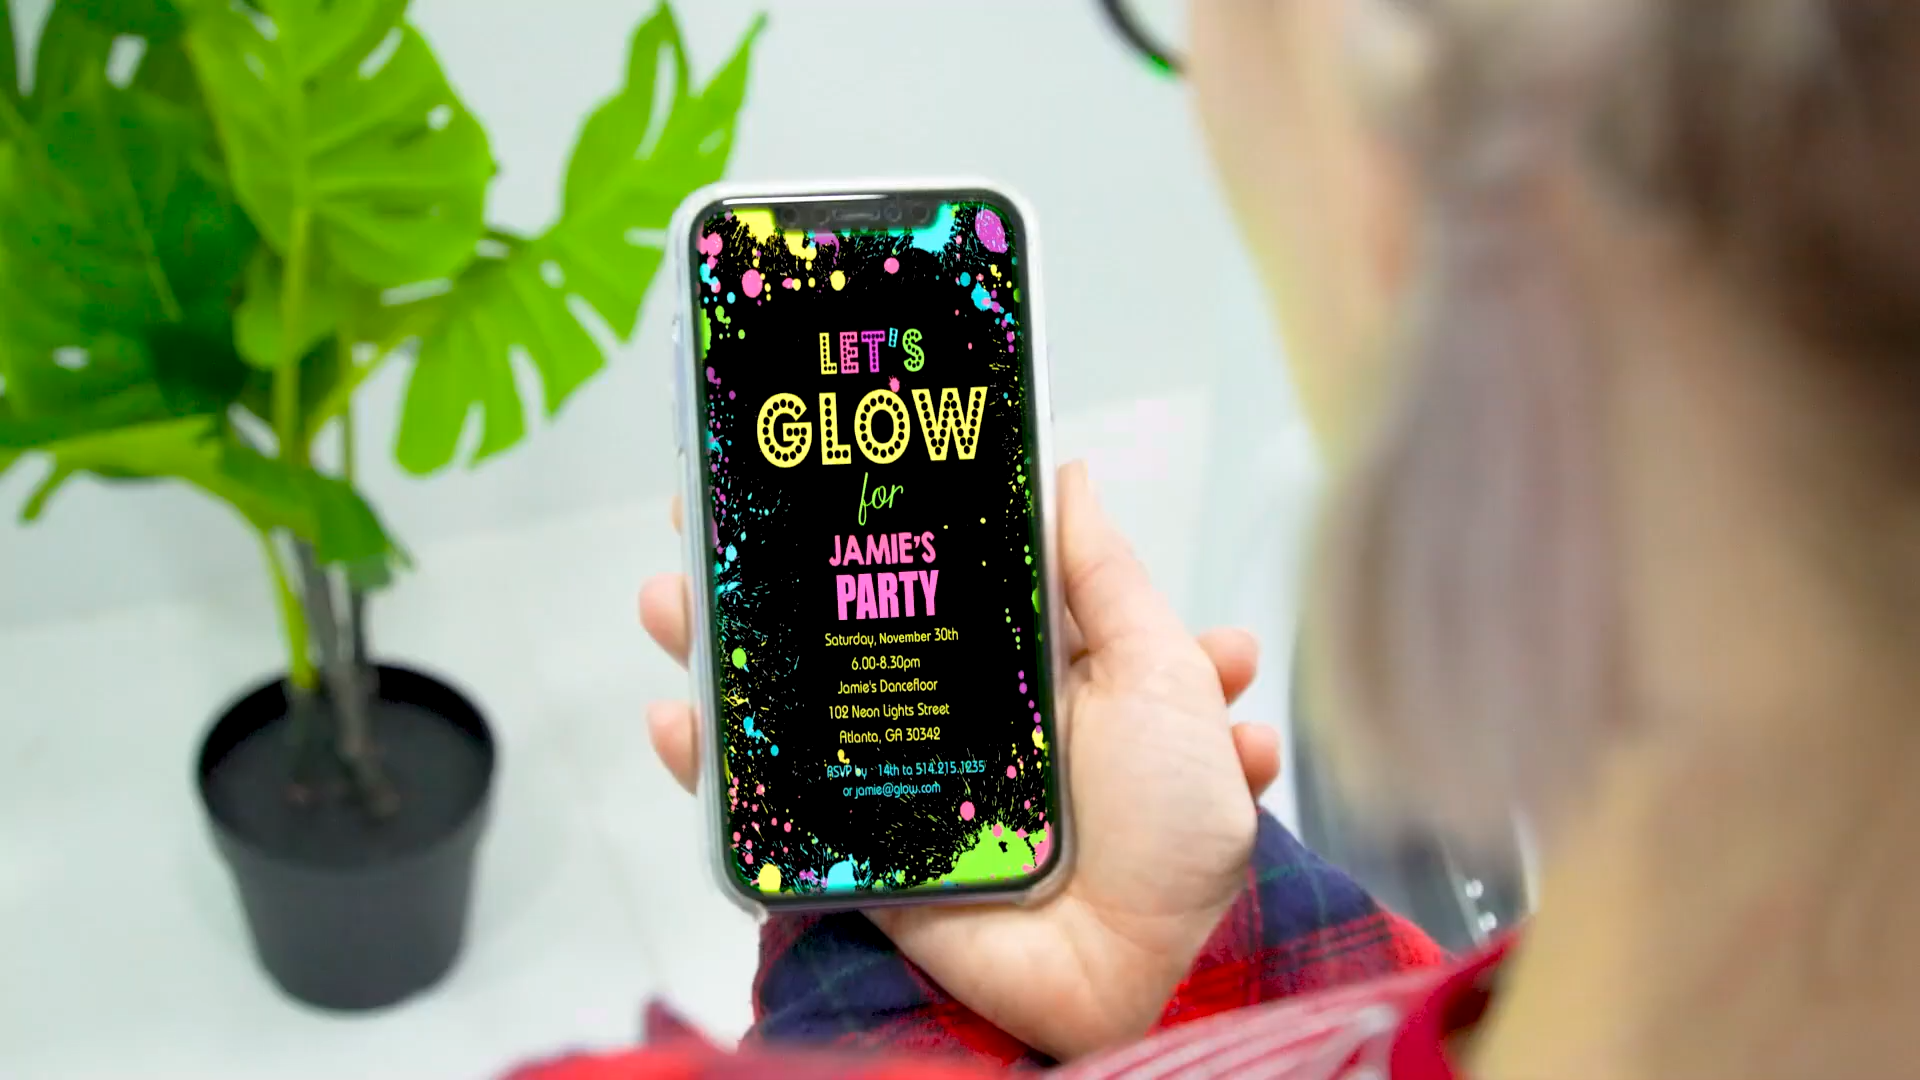 LET'S
GLOW
for
JAMIE'S
PARTY
Saturday, November 30th
6.00-8.30pm
Jamie's Dancefloor
102 Neon Lights Street
Atlanta, GA 30342
RSVP by 14th to 514.215.1235
or jamie@glow.com